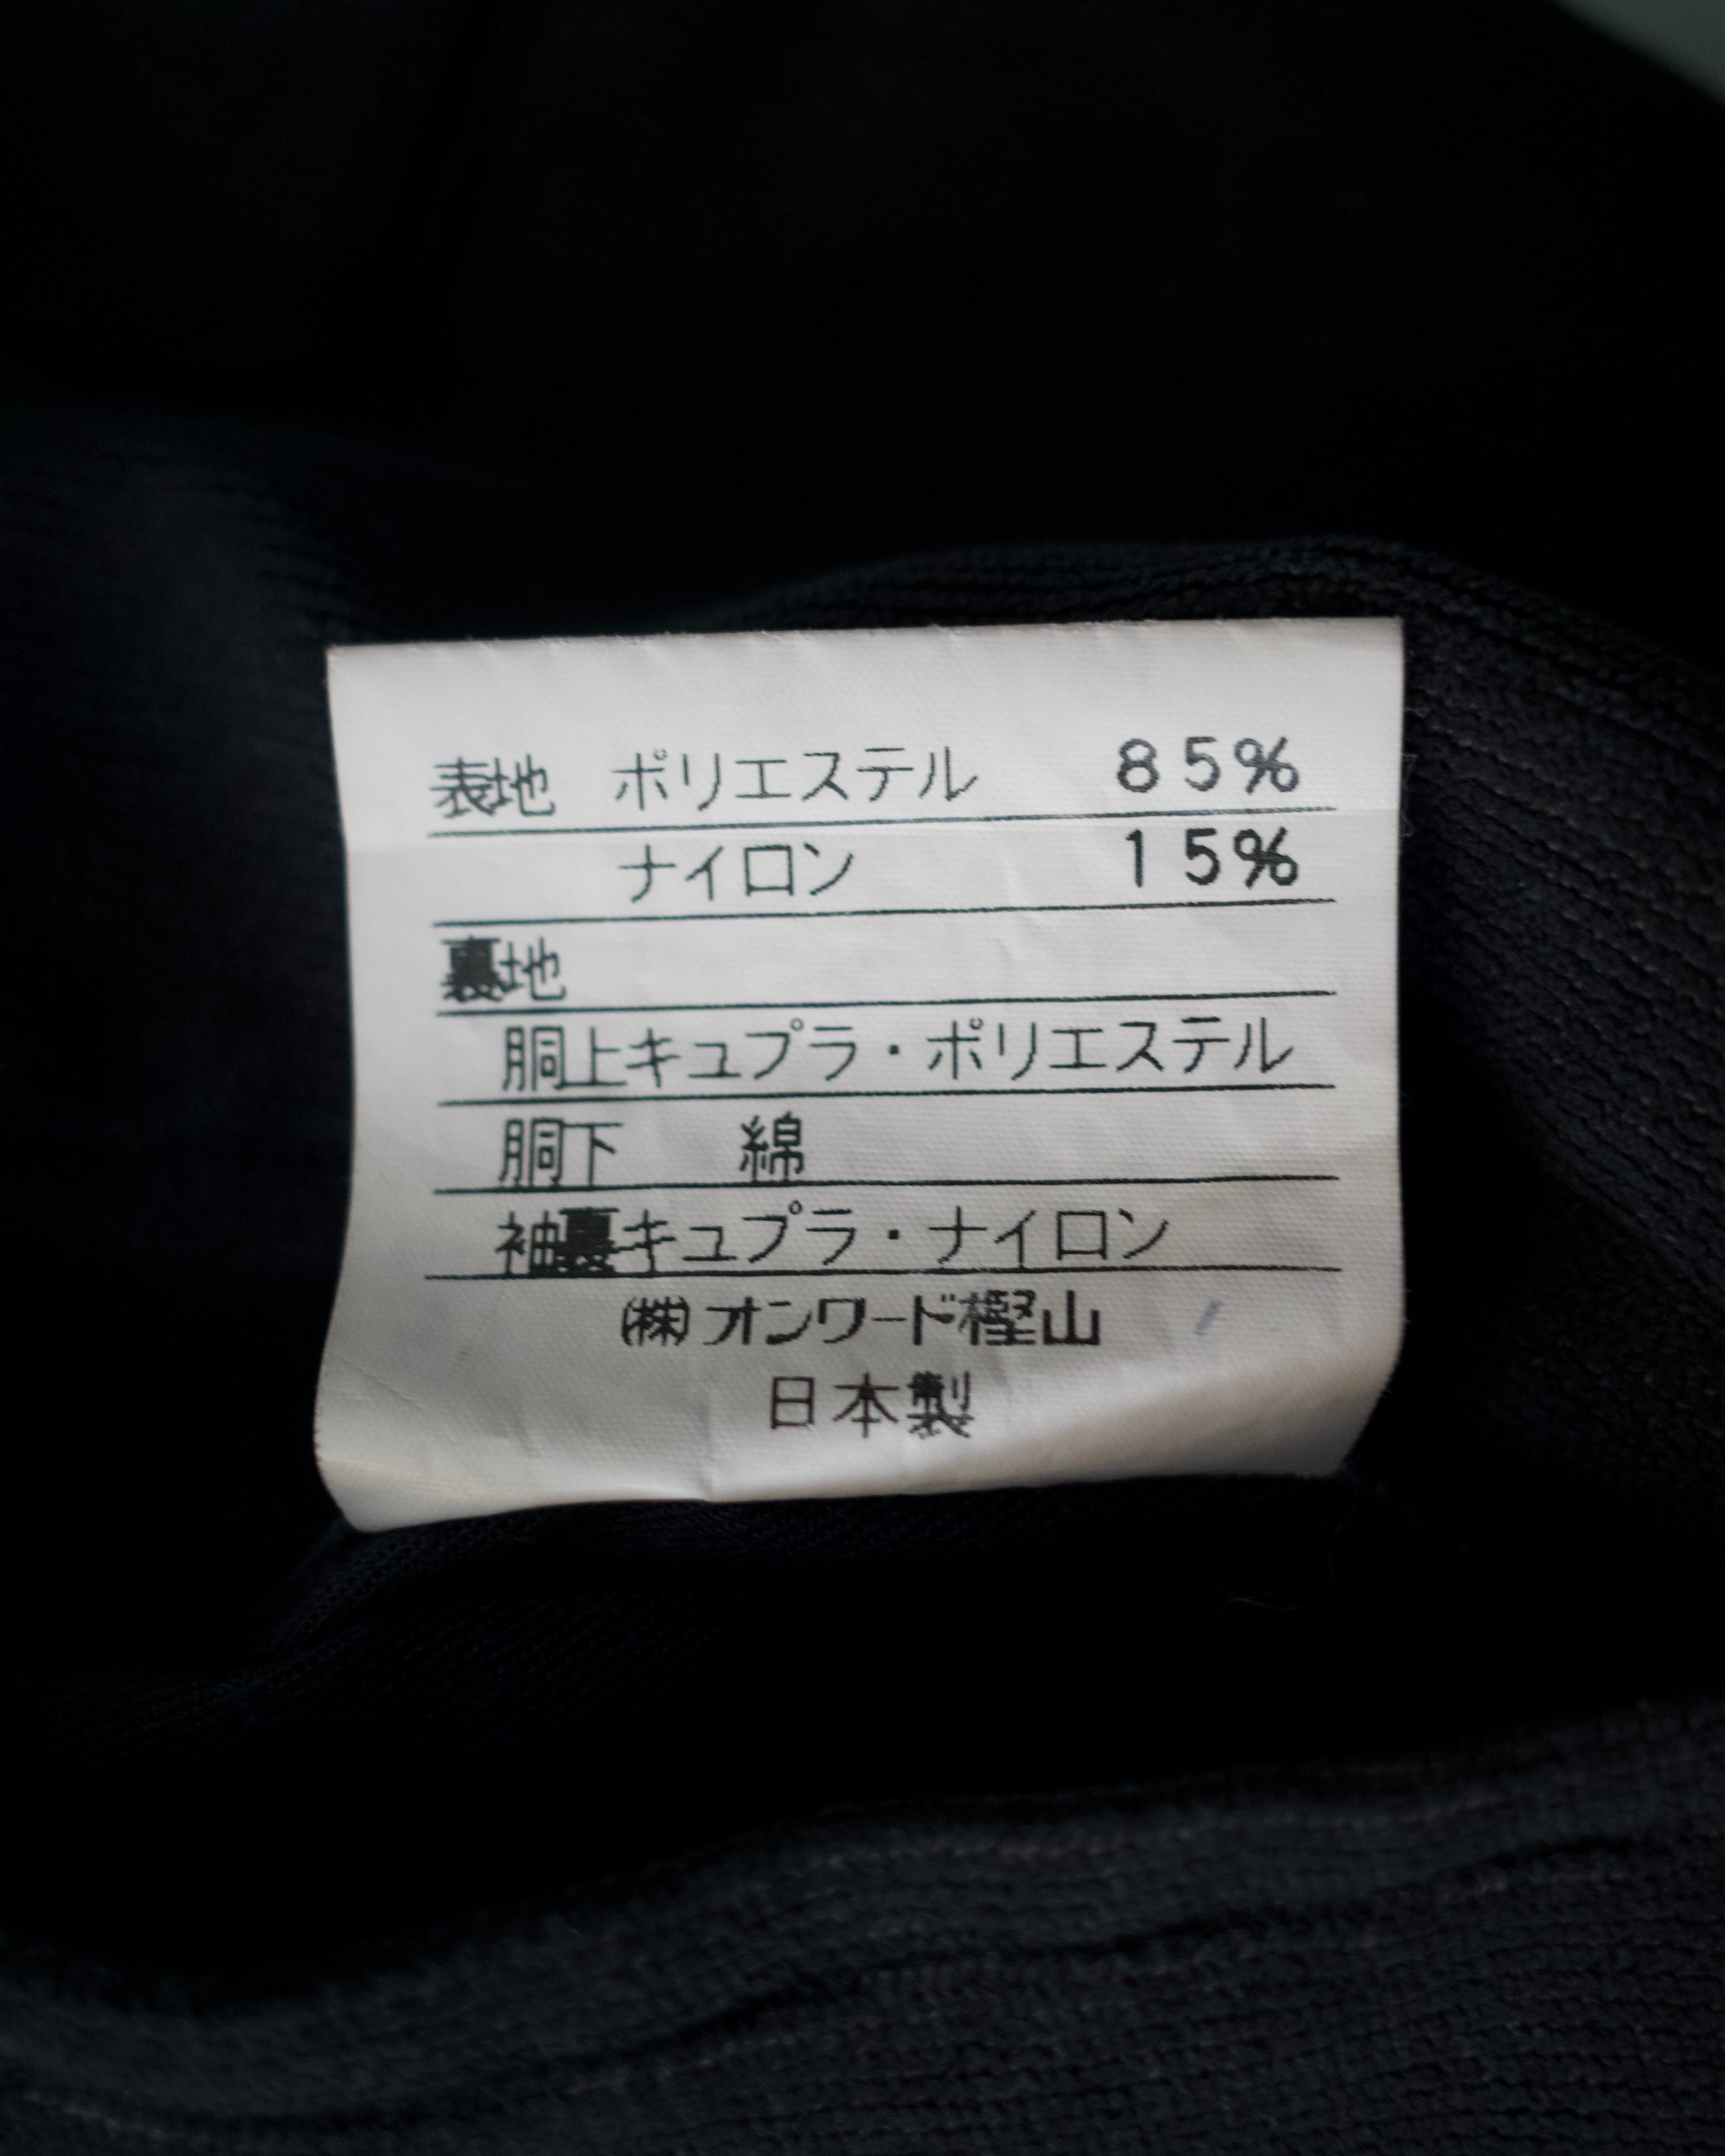 表地 ポリエステル 85%
ナイロン 15%
裏地
胴上キュプラ・ポリエステル
胴下 綿
袖裏キュプラ・ナイロン
(株)オンワード樫山
日本製